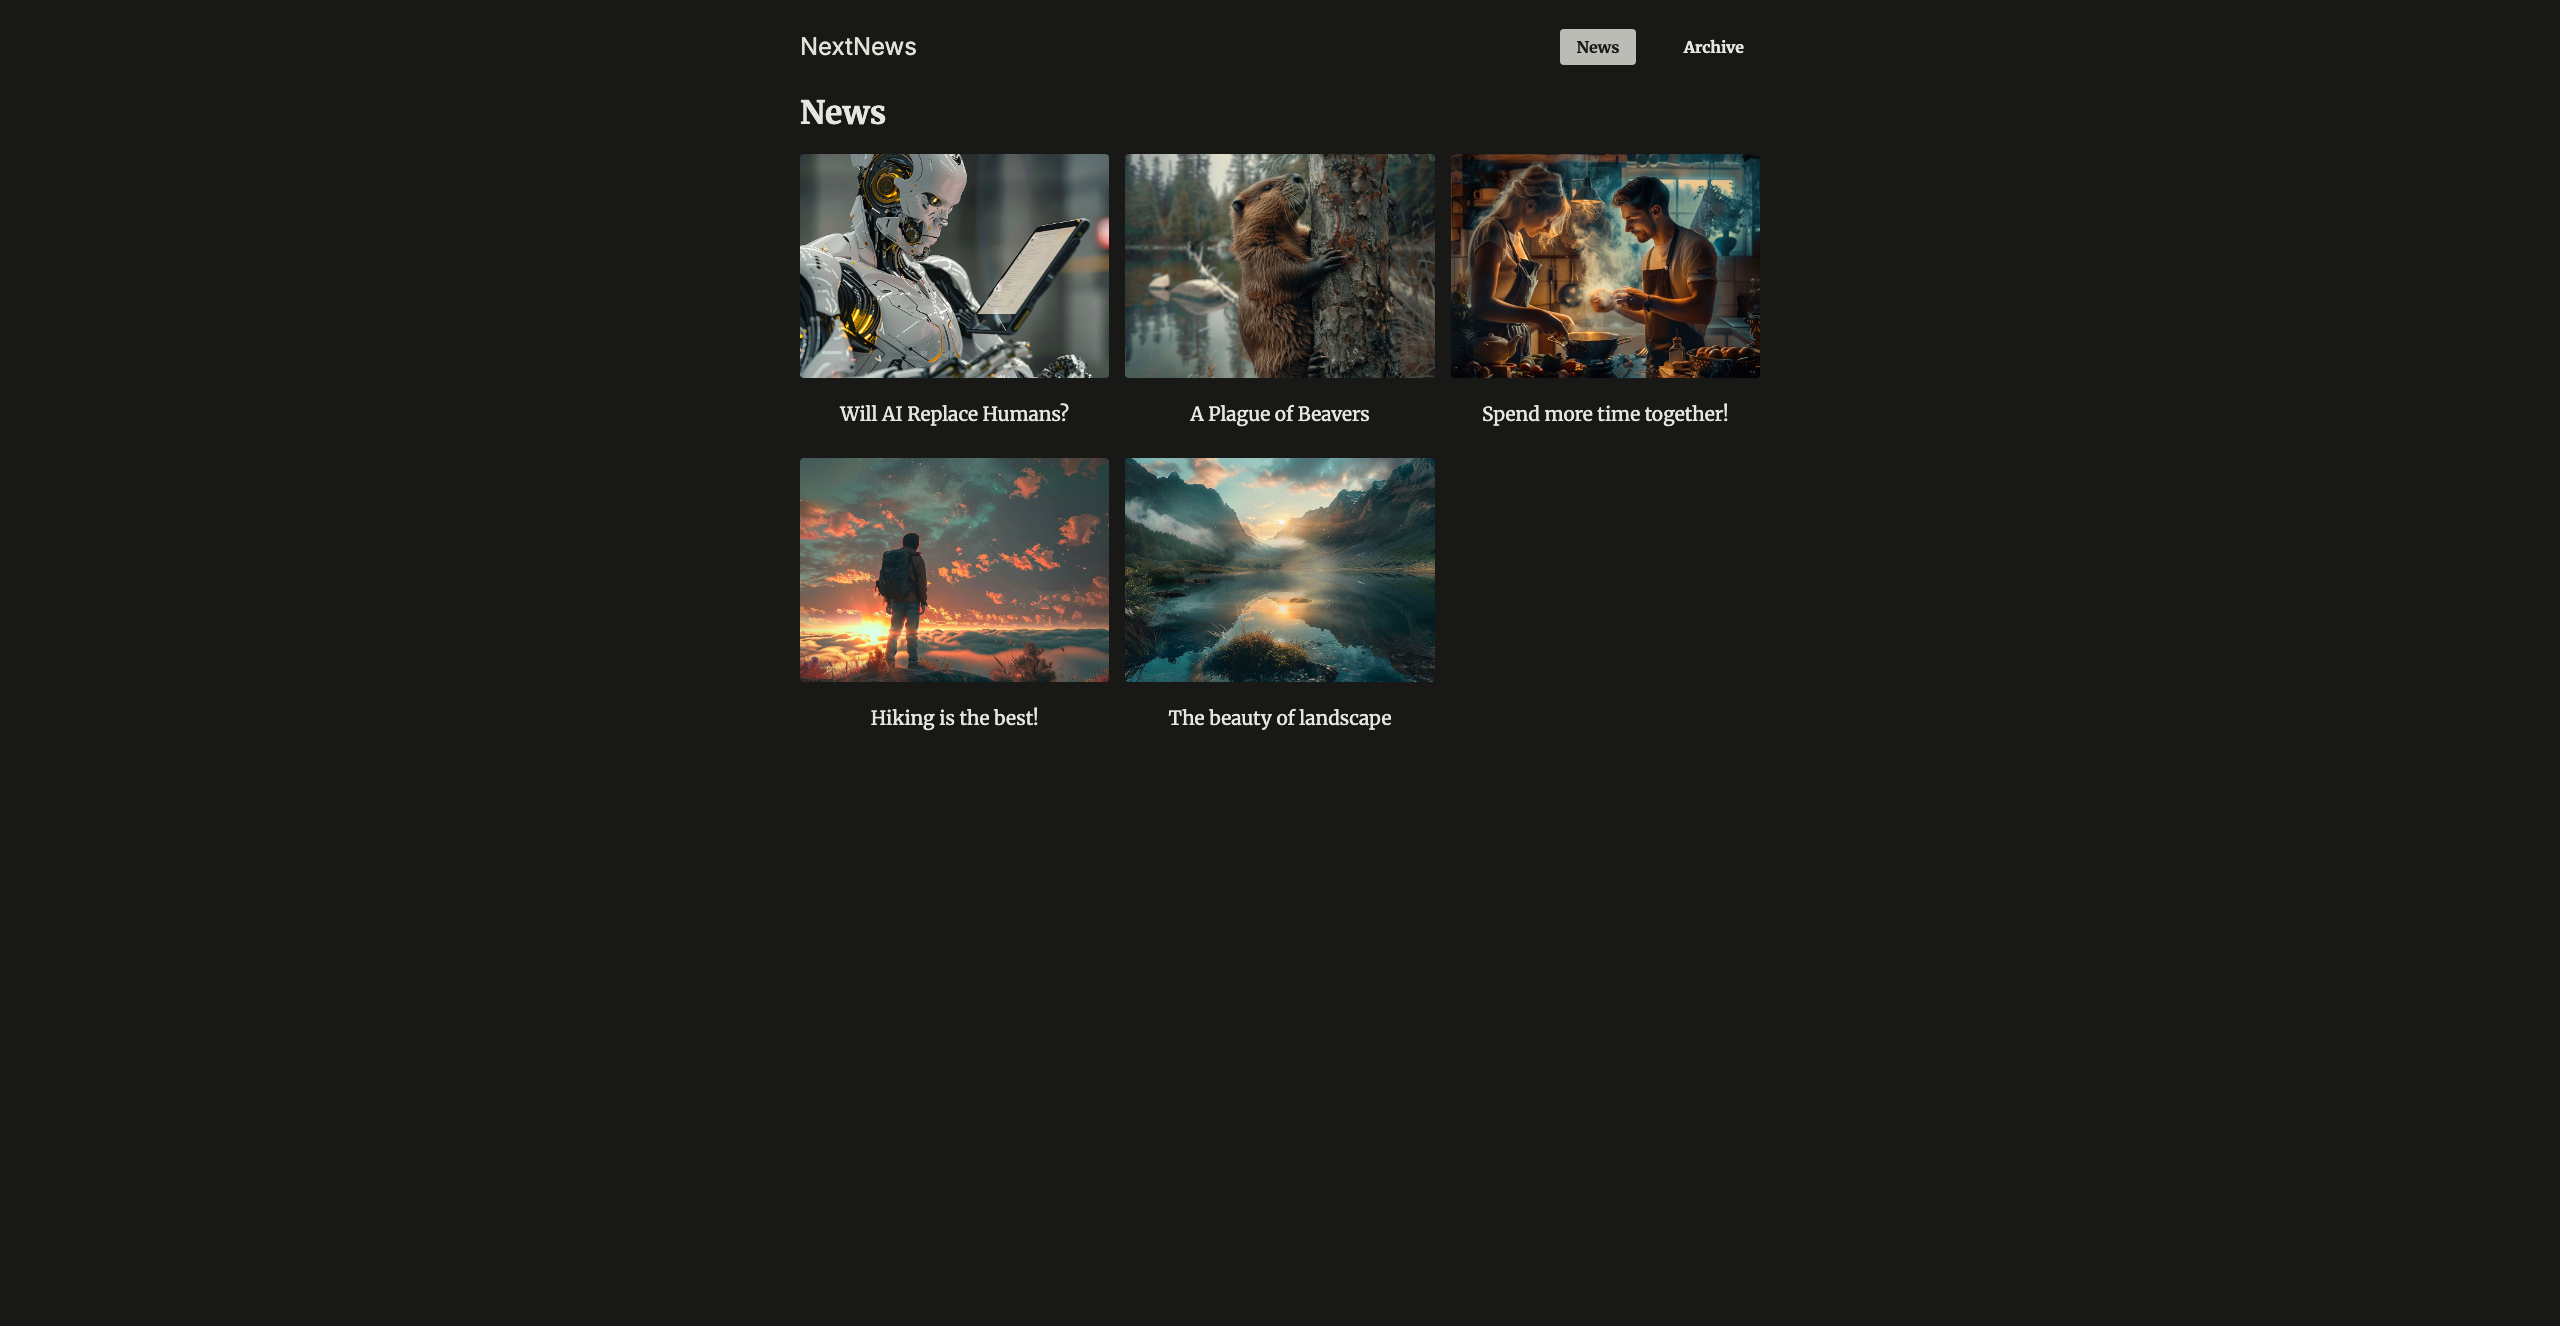 NextNews
News
Archive
News
Will AI Replace Humans?
A Plague of Beavers
Spend more time together!
Hiking is the best!
The beauty of landscape